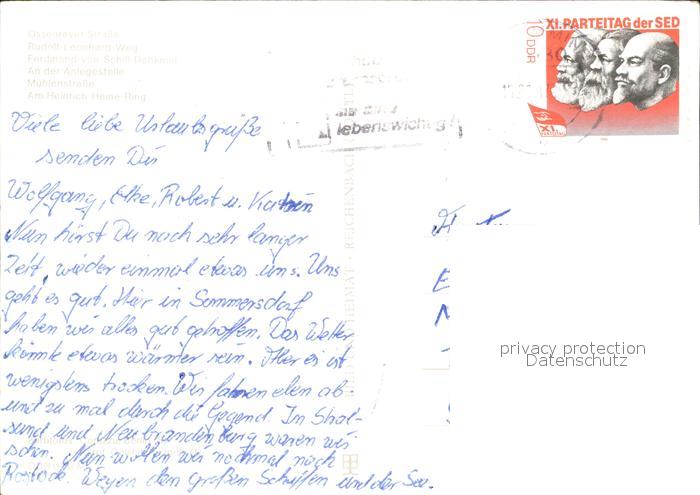 Ossenreyer-Straße
Rudolf-Leonhard-Weg
Ferdinand-von-Schill-Denkmal
An der Anlegestelle
Mühlenstraße
Am Heinrich-Heine-Ring
XI. PARTEITAG der SED
10 DDR
XI.
lebenswichtig!
REICHENBACH
privacy protection
Datenschutz
Viele liebe Urlaubsgrüße
senden Dir
Wolfgang, Elke, Robert u. Katrin
Nun hörst Du nach sehr langer
Zeit, wieder einmal etwas uns. Uns
geht es gut. Hier in Sommersdorf
haben wir alles gut getroffen. Das Wetter
könnte etwas wärmer sein. Aber es ist
wenigstens trocken. Wir fahren eben ab
und zu mal durch die Gegend. In Stral-
sund und Neubrandenburg waren wir
schon. Nun wollen wir nochmal nach
Rostock. Wegen den großen Schiffen und der See.